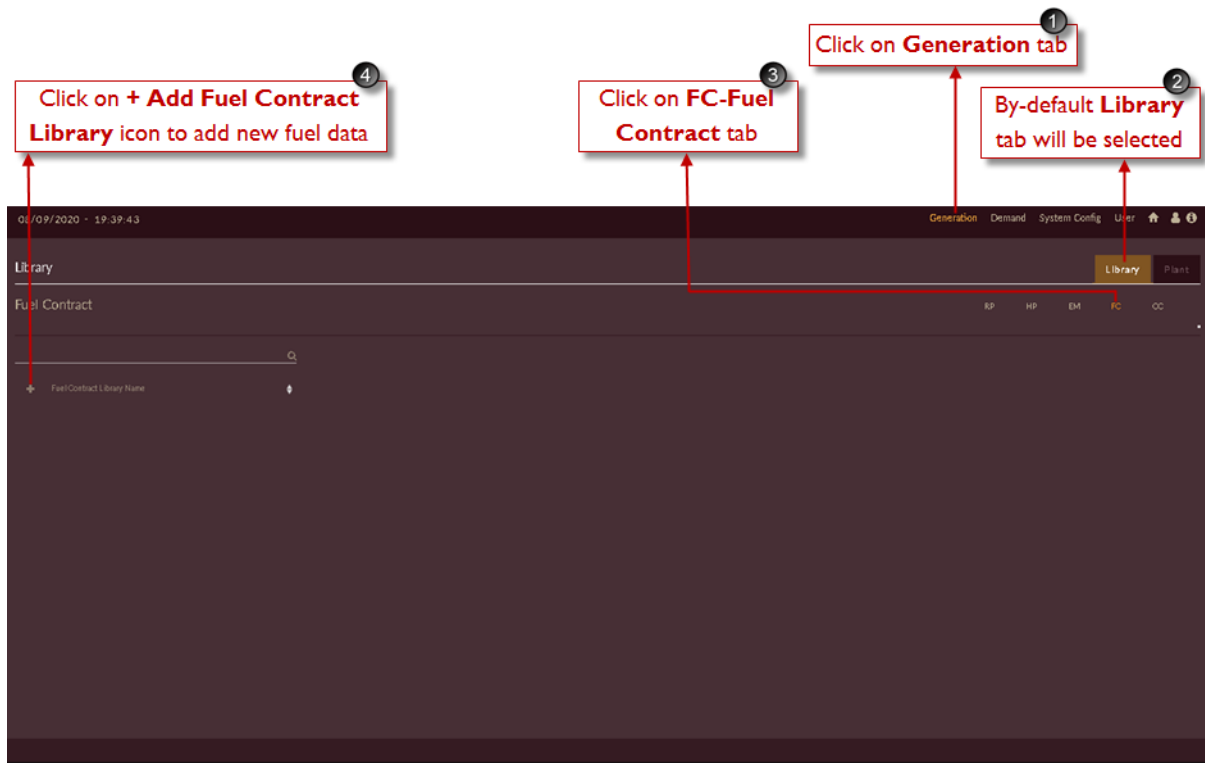 1
Click on Generation tab
4
Click on + Add Fuel Contract
Library icon to add new fuel data
3
Click on FC-Fuel
Contract tab
2
By-default Library
tab will be selected
08/09/2020 - 19:39:43
Generation Demand System Config User
Library
Library Plant
Fuel Contract
RP HP EM FC CC
+ Fuel Contract Library Name